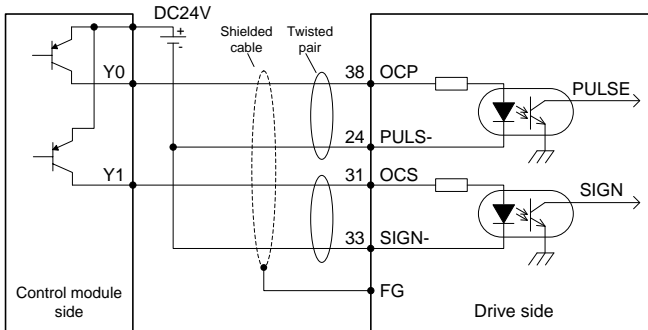 DC24V
+
-
Shielded
cable
Twisted
pair
Y0
38
OCP
PULSE
24
PULS-
Y1
31
OCS
SIGN
33
SIGN-
FG
Control module
side
Drive side